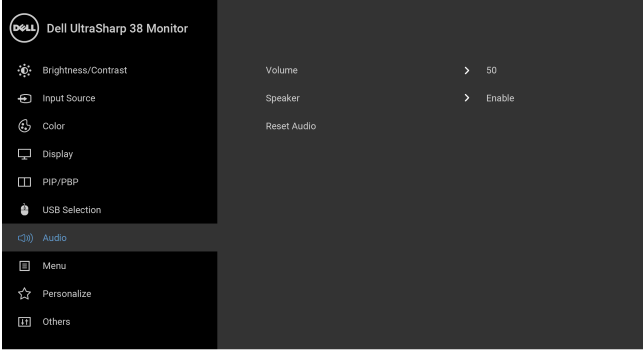 DELL Dell UltraSharp 38 Monitor
Brightness/Contrast
Volume 50
Input Source
Speaker Enable
Color
Reset Audio
Display
PIP/PBP
USB Selection
Audio
Menu
Personalize
Others